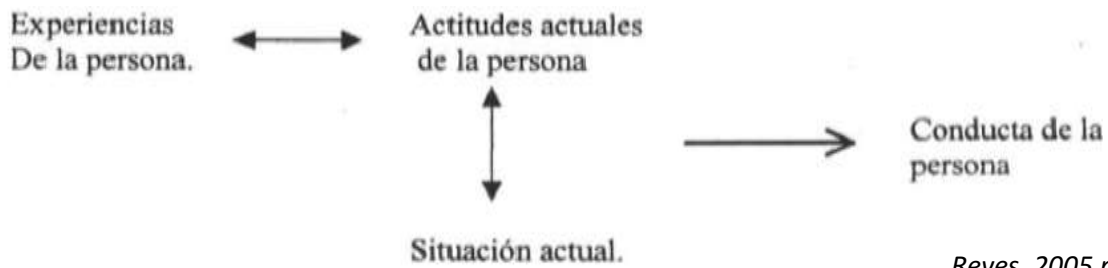 Experiencias
De la persona.
Actitudes actuales
de la persona
Conducta de la
persona
Situación actual.
Reyes, 2005